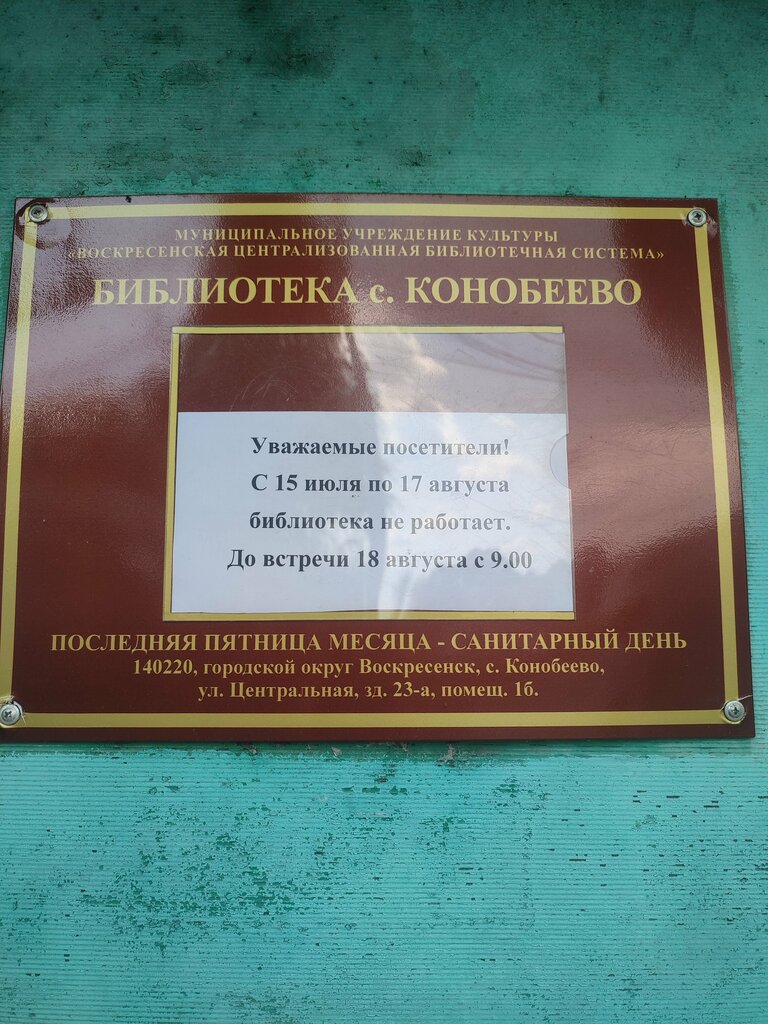 МУНИЦИПАЛЬНОЕ УЧРЕЖДЕНИЕ КУЛЬТУРЫ
«ВОСКРЕСЕНСКАЯ ЦЕНТРАЛИЗОВАННАЯ БИБЛИОТЕЧНАЯ СИСТЕМА»
БИБЛИОТЕКА с. КОНОБЕЕВО
Уважаемые посетители!
С 15 июля по 17 августа
библиотека не работает.
До встречи 18 августа с 9.00
ПОСЛЕДНЯЯ ПЯТНИЦА МЕСЯЦА - САНИТАРНЫЙ ДЕНЬ
140220, городской округ Воскресенск, с. Конобеево,
ул. Центральная, зд. 23-а, помещ. 1б.